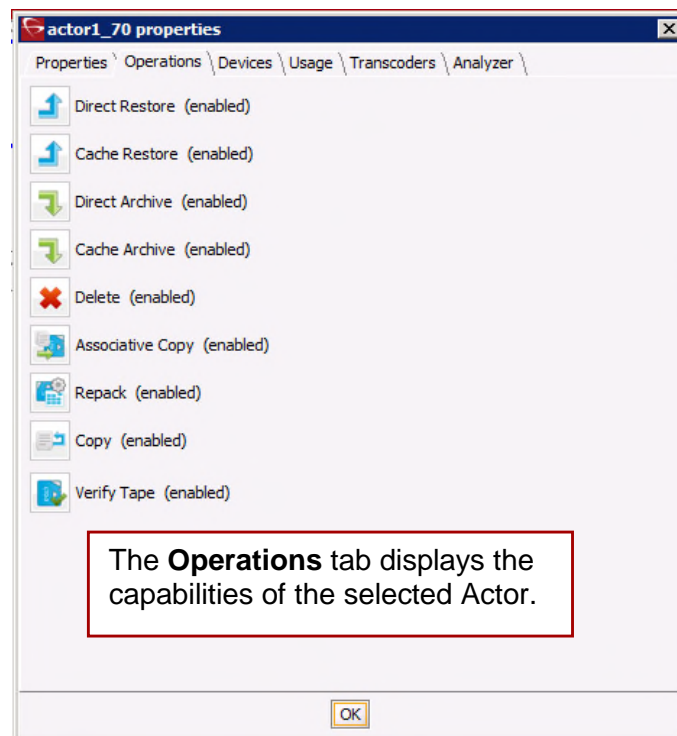 actor1_70 properties
Properties Operations Devices Usage Transcoders Analyzer
Direct Restore (enabled)
Cache Restore (enabled)
Direct Archive (enabled)
Cache Archive (enabled)
Delete (enabled)
Associative Copy (enabled)
Repack (enabled)
Copy (enabled)
Verify Tape (enabled)
The Operations tab displays the
capabilities of the selected Actor.
OK